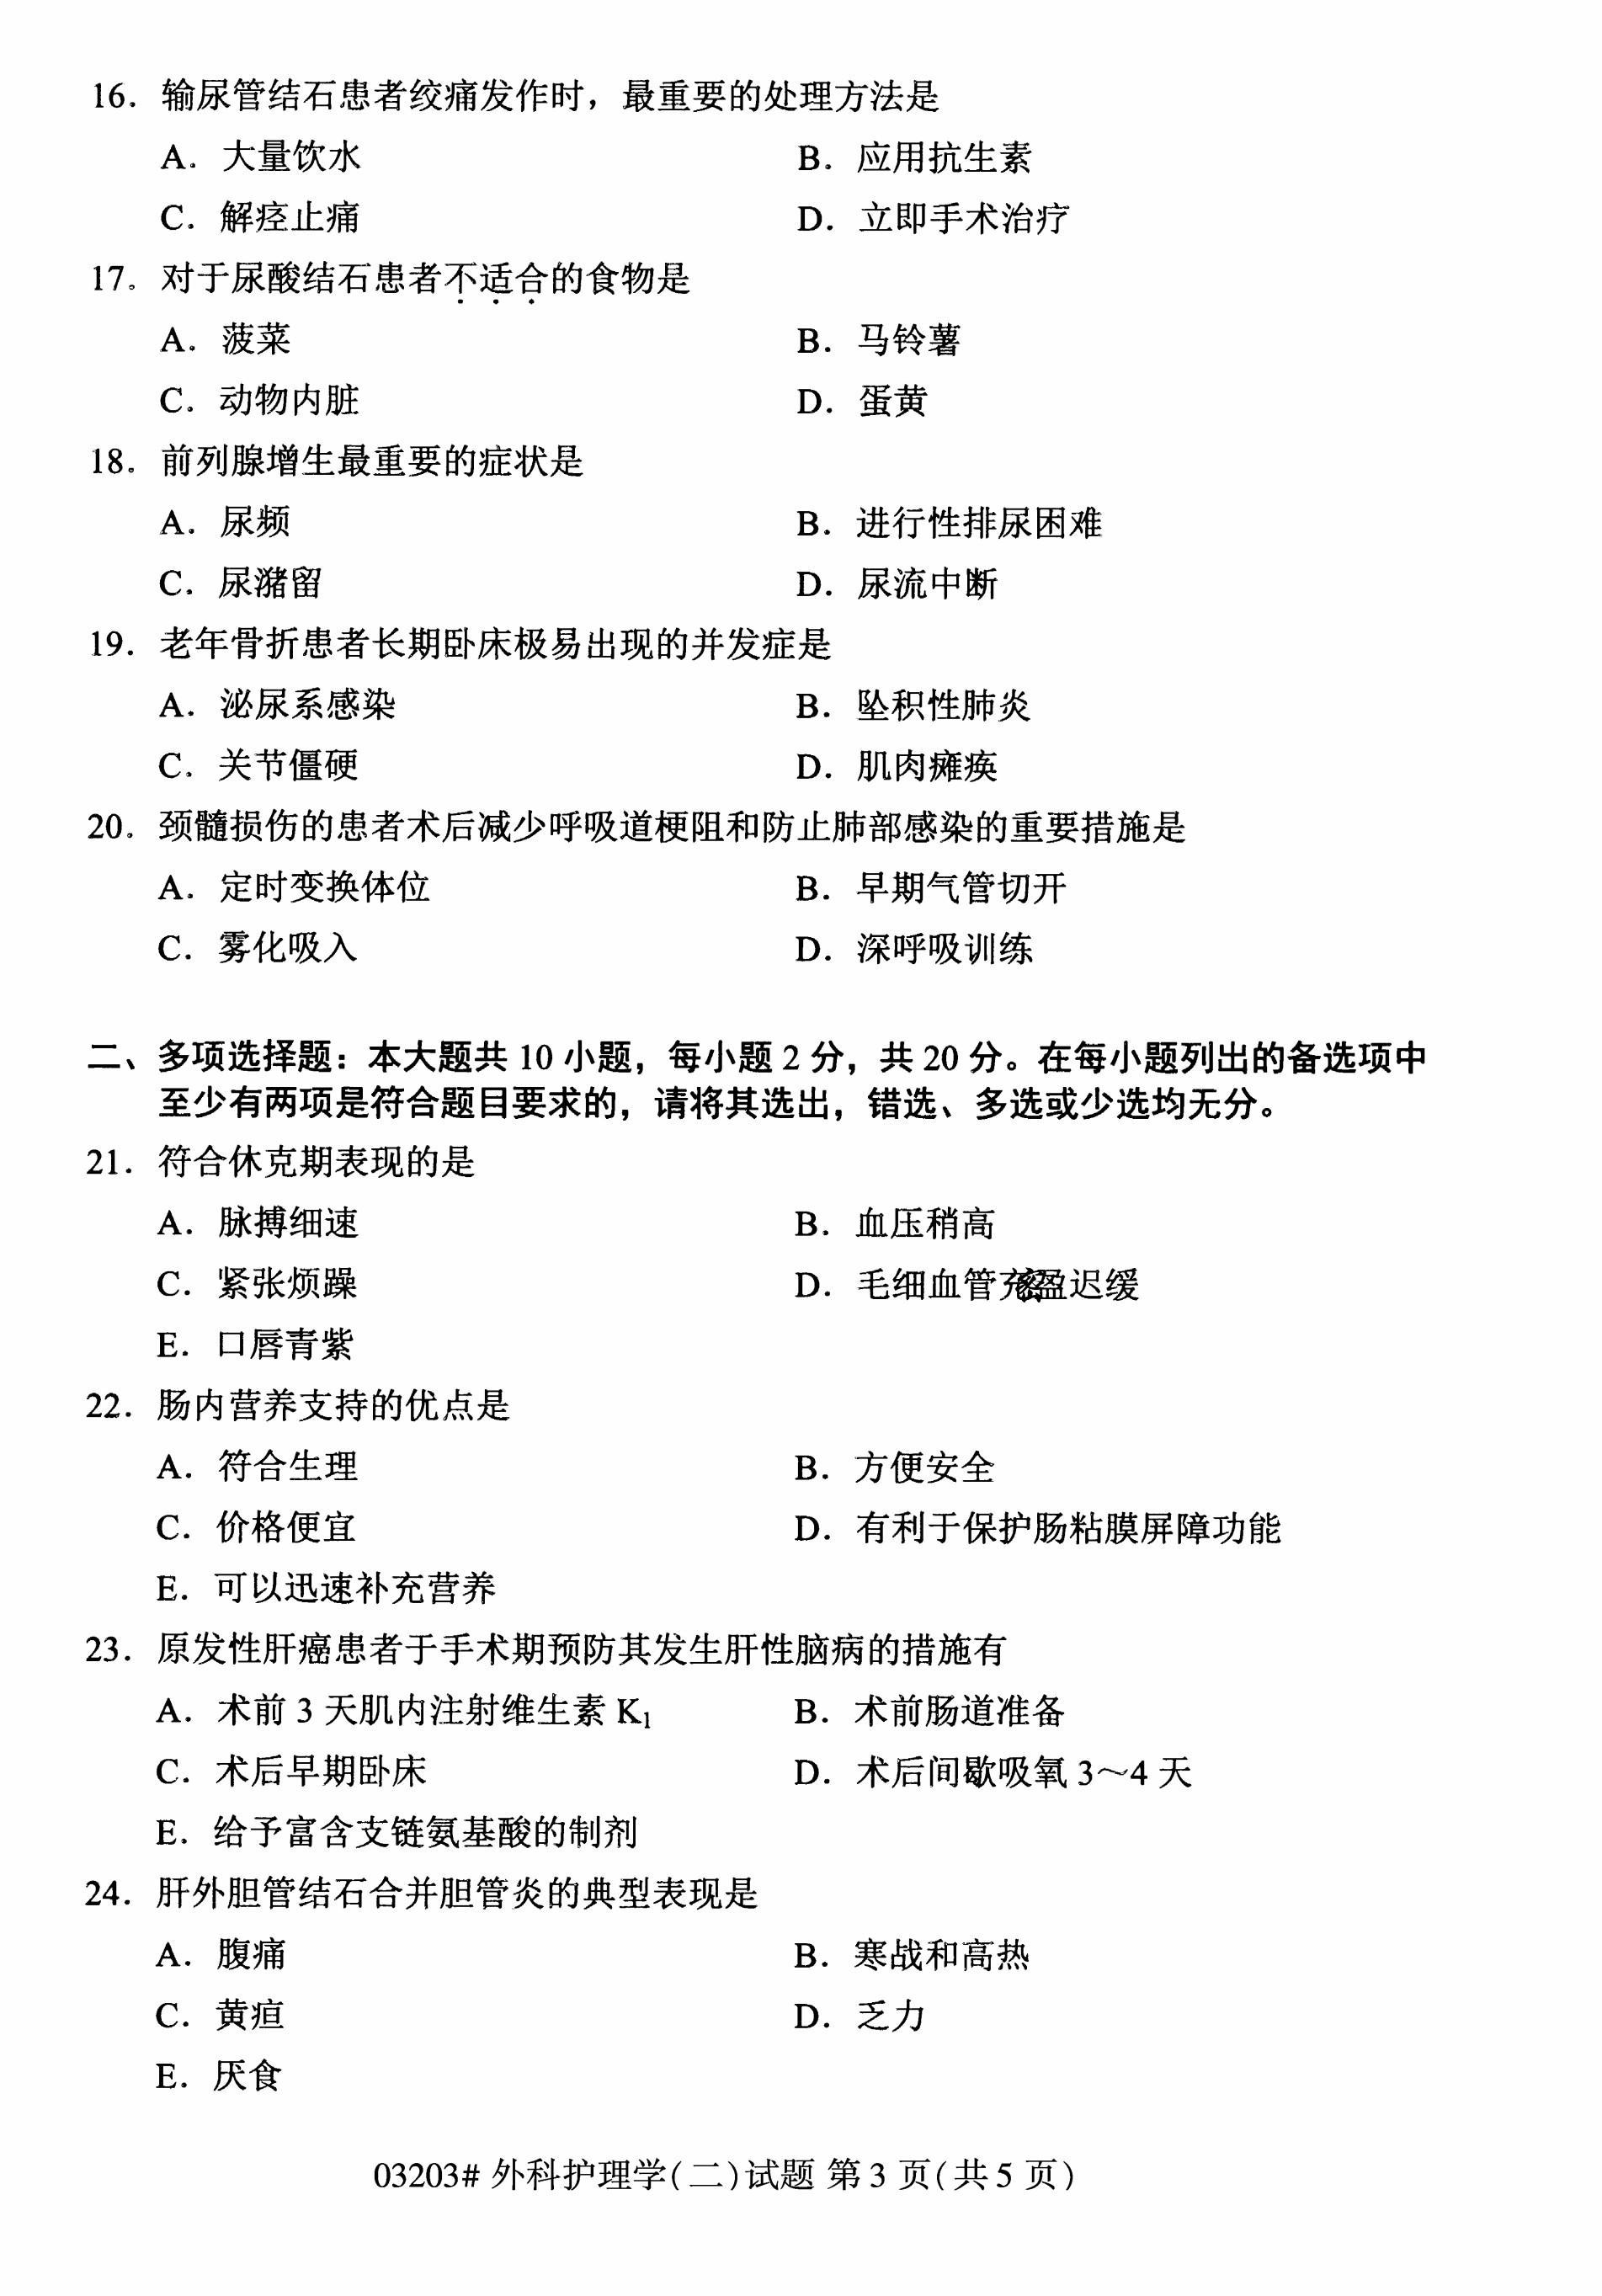 16. 输尿管结石患者绞痛发作时，最重要的处理方法是
A. 大量饮水 B. 应用抗生素
C. 解痉止痛 D. 立即手术治疗
17. 对于尿酸结石患者不适合的食物是
A. 菠菜 B. 马铃薯
C. 动物内脏 D. 蛋黄
18. 前列腺增生最重要的症状是
A. 尿频 B. 进行性排尿困难
C. 尿潴留 D. 尿流中断
19. 老年骨折患者长期卧床极易出现的并发症是
A. 泌尿系感染 B. 坠积性肺炎
C. 关节僵硬 D. 肌肉瘫痪
20. 颈髓损伤的患者术后减少呼吸道梗阻和防止肺部感染的重要措施是
A. 定时变换体位 B. 早期气管切开
C. 雾化吸入 D. 深呼吸训练
二、多项选择题：本大题共 10 小题，每小题 2 分，共 20 分。在每小题列出的备选项中
至少有两项是符合题目要求的，请将其选出，错选、多选或少选均无分。
21. 符合休克期表现的是
A. 脉搏细速 B. 血压稍高
C. 紧张烦躁 D. 毛细血管充盈迟缓
E. 口唇青紫
22. 肠内营养支持的优点是
A. 符合生理 B. 方便安全
C. 价格便宜 D. 有利于保护肠粘膜屏障功能
E. 可以迅速补充营养
23. 原发性肝癌患者于手术期预防其发生肝性脑病的措施有
A. 术前 3 天肌内注射维生素 K₁ B. 术前肠道准备
C. 术后早期卧床 D. 术后间歇吸氧 3～4 天
E. 给予富含支链氨基酸的制剂
24. 肝外胆管结石合并胆管炎的典型表现是
A. 腹痛 B. 寒战和高热
C. 黄疸 D. 乏力
E. 厌食
03203# 外科护理学(二)试题 第 3 页(共 5 页)